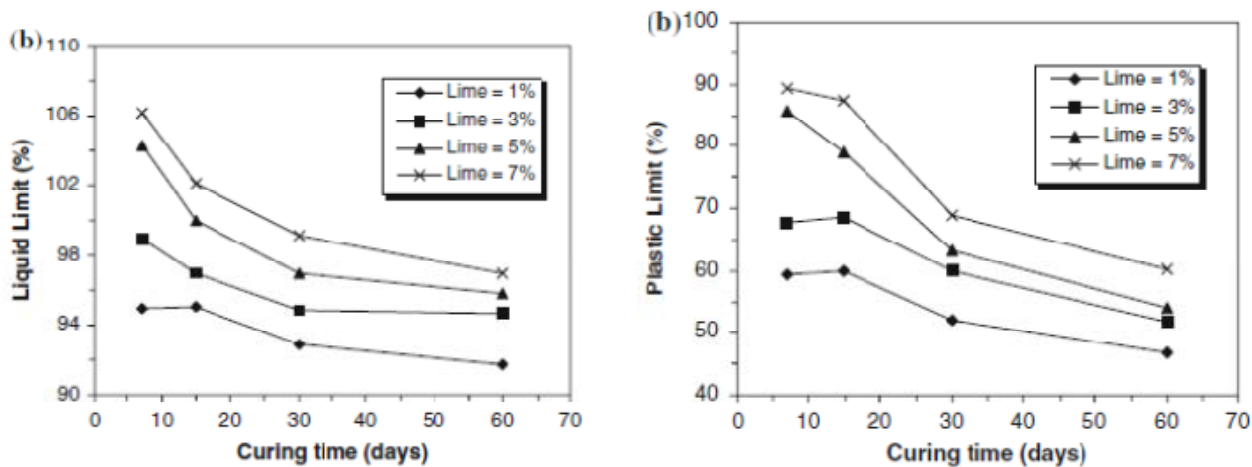 (b)
110
106
102
98
94
90
Liquid Limit (%)
Lime = 1%
Lime = 3%
Lime = 5%
Lime = 7%
0 10 20 30 40 50 60 70
Curing time (days)
(b)
100
90
80
70
60
50
40
Plastic Limit (%)
Lime = 1%
Lime = 3%
Lime = 5%
Lime = 7%
0 10 20 30 40 50 60 70
Curing time (days)